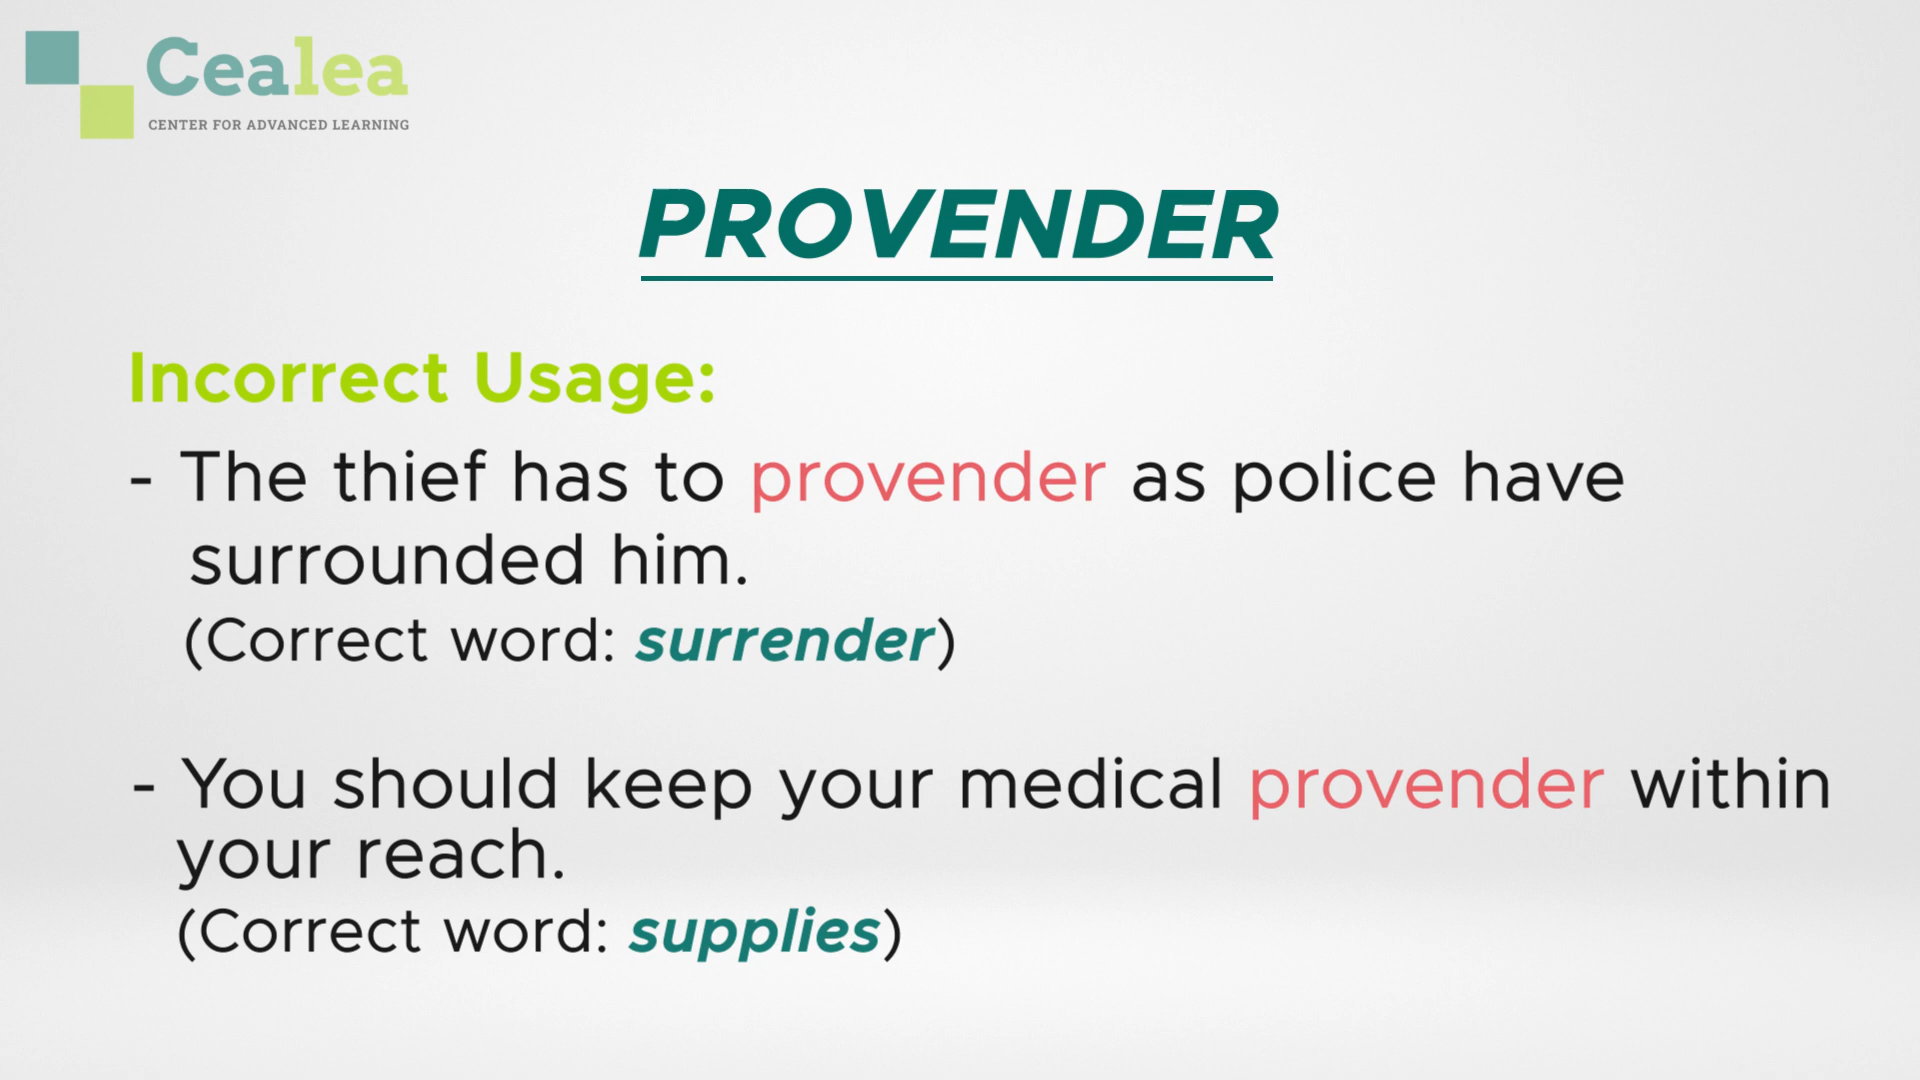 Cealea
CENTER FOR ADVANCED LEARNING
PROVENDER
Incorrect Usage:
- The thief has to provender as police have
surrounded him.
(Correct word: surrender)
- You should keep your medical provender within
your reach.
(Correct word: supplies)